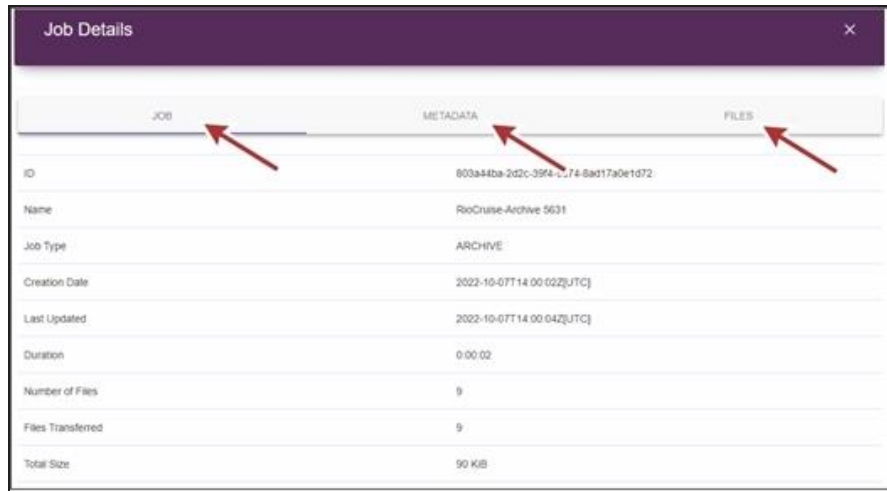 Job Details ×
JOB METADATA FILES
ID 803a44ba-2d2c-39f4- 74-8ad17a0e1d72
Name RioCruise-Archive 5631
Job Type ARCHIVE
Creation Date 2022-10-07T14:00:02Z[UTC]
Last Updated 2022-10-07T14:00:04Z[UTC]
Duration 0:00:02
Number of Files 9
Files Transferred 9
Total Size 90 KiB